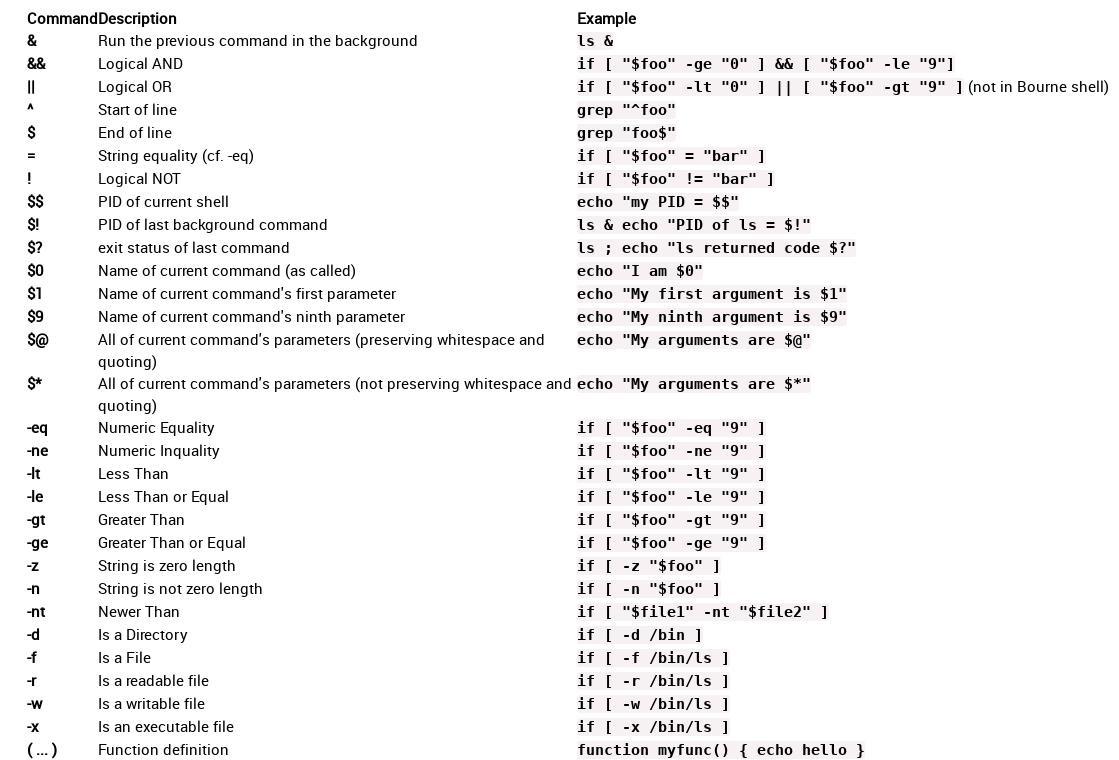 Command Description Example
& Run the previous command in the background ls &
&& Logical AND if [ "$foo" -ge "0" ] && [ "$foo" -le "9"]
|| Logical OR if [ "$foo" -lt "0" ] || [ "$foo" -gt "9" ] (not in Bourne shell)
^ Start of line grep "^foo"
$ End of line grep "foo$"
= String equality (cf. -eq) if [ "$foo" = "bar" ]
! Logical NOT if [ "$foo" != "bar" ]
$$ PID of current shell echo "my PID = $$"
$! PID of last background command ls & echo "PID of ls = $!"
$? exit status of last command ls ; echo "ls returned code $?"
$0 Name of current command (as called) echo "I am $0"
$1 Name of current command's first parameter echo "My first argument is $1"
$9 Name of current command's ninth parameter echo "My ninth argument is $9"
$@ All of current command's parameters (preserving whitespace and echo "My arguments are $@"
quoting)
$* All of current command's parameters (not preserving whitespace and echo "My arguments are $*"
quoting)
-eq Numeric Equality if [ "$foo" -eq "9" ]
-ne Numeric Inquality if [ "$foo" -ne "9" ]
-lt Less Than if [ "$foo" -lt "9" ]
-le Less Than or Equal if [ "$foo" -le "9" ]
-gt Greater Than if [ "$foo" -gt "9" ]
-ge Greater Than or Equal if [ "$foo" -ge "9" ]
-z String is zero length if [ -z "$foo" ]
-n String is not zero length if [ -n "$foo" ]
-nt Newer Than if [ "$file1" -nt "$file2" ]
-d Is a Directory if [ -d /bin ]
-f Is a File if [ -f /bin/ls ]
-r Is a readable file if [ -r /bin/ls ]
-w Is a writable file if [ -w /bin/ls ]
-x Is an executable file if [ -x /bin/ls ]
( ... ) Function definition function myfunc() { echo hello }